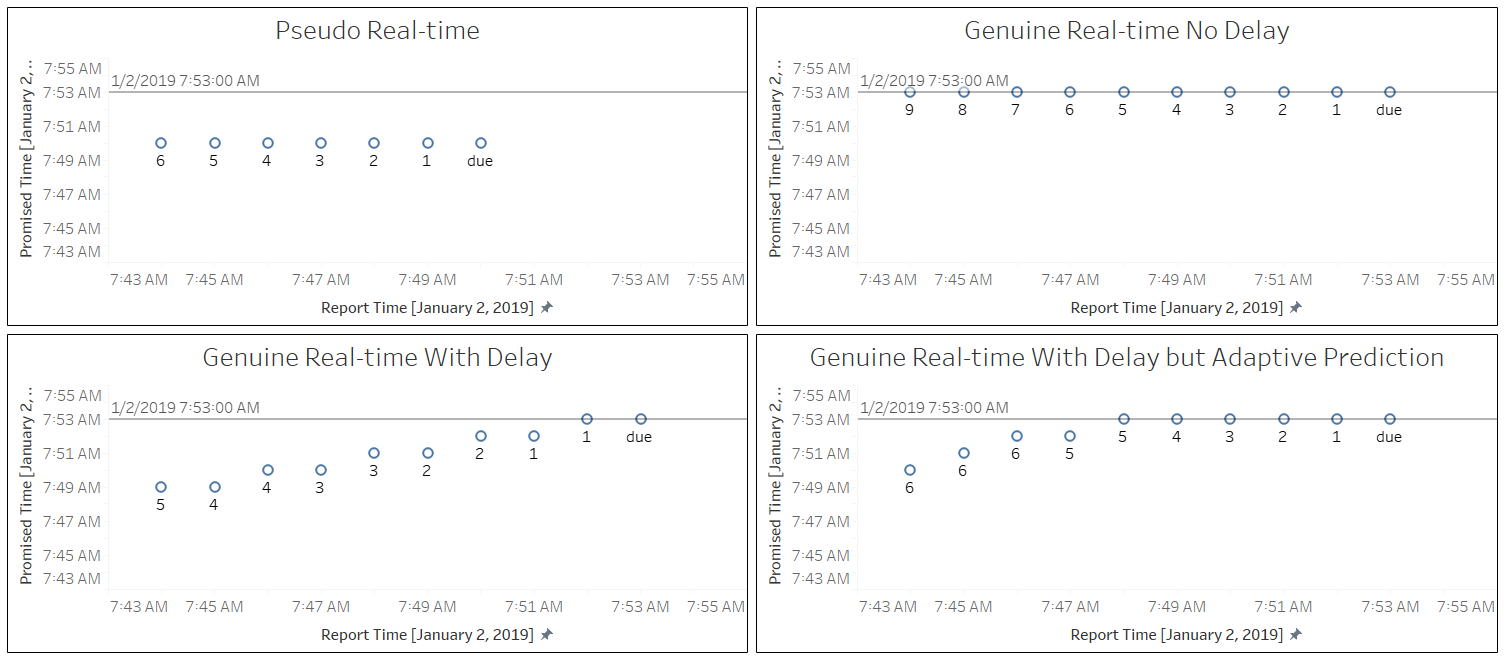 Pseudo Real-time
Promised Time [January 2,..
7:55 AM
7:53 AM
7:51 AM
7:49 AM
7:47 AM
7:45 AM
7:43 AM
1/2/2019 7:53:00 AM
6 5 4 3 2 1 due
7:43 AM 7:45 AM 7:47 AM 7:49 AM 7:51 AM 7:53 AM 7:55 AM
Report Time [January 2, 2019]
Genuine Real-time No Delay
Promised Time [January 2,..
7:55 AM
7:53 AM
7:51 AM
7:49 AM
7:47 AM
7:45 AM
7:43 AM
1/2/2019 7:53:00 AM
9 8 7 6 5 4 3 2 1 due
7:43 AM 7:45 AM 7:47 AM 7:49 AM 7:51 AM 7:53 AM 7:55 AM
Report Time [January 2, 2019]
Genuine Real-time With Delay
Promised Time [January 2,..
7:55 AM
7:53 AM
7:51 AM
7:49 AM
7:47 AM
7:45 AM
7:43 AM
1/2/2019 7:53:00 AM
5 4 4 3 3 2 2 1 1 due
7:43 AM 7:45 AM 7:47 AM 7:49 AM 7:51 AM 7:53 AM 7:55 AM
Report Time [January 2, 2019]
Genuine Real-time With Delay but Adaptive Prediction
Promised Time [January 2,..
7:55 AM
7:53 AM
7:51 AM
7:49 AM
7:47 AM
7:45 AM
7:43 AM
1/2/2019 7:53:00 AM
6 6 6 5 5 4 3 2 1 due
7:43 AM 7:45 AM 7:47 AM 7:49 AM 7:51 AM 7:53 AM 7:55 AM
Report Time [January 2, 2019]